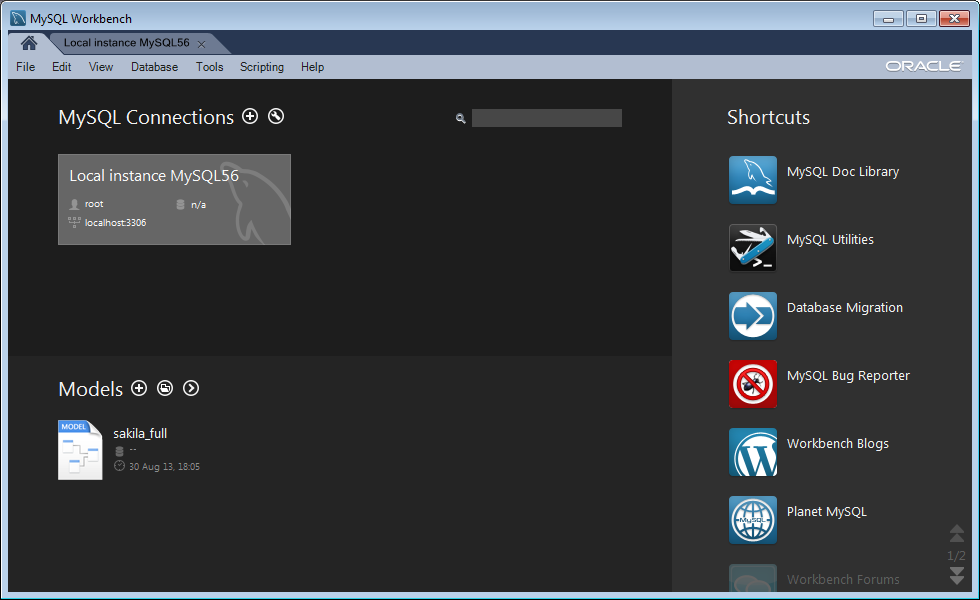 MySQL Workbench
Local instance MySQL56
File Edit View Database Tools Scripting Help
ORACLE
MySQL Connections
Local instance MySQL56
root n/a
localhost:3306
Models
MODEL
sakila_full
--
30 Aug 13, 18:05
Shortcuts
MySQL Doc Library
MySQL Utilities
Database Migration
MySQL Bug Reporter
Workbench Blogs
MySQL
Planet MySQL
Workbench Forums
1/2